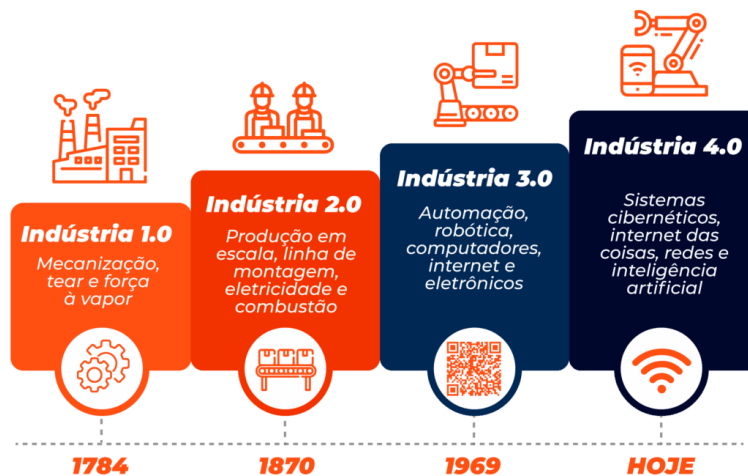 Indústria 1.0
Mecanização,
tear e força
à vapor
1784
Indústria 2.0
Produção em
escala, linha de
montagem,
eletricidade e
combustão
1870
Indústria 3.0
Automação,
robótica,
computadores,
internet e
eletrônicos
1969
Indústria 4.0
Sistemas
cibernéticos,
internet das
coisas, redes e
inteligência
artificial
HOJE